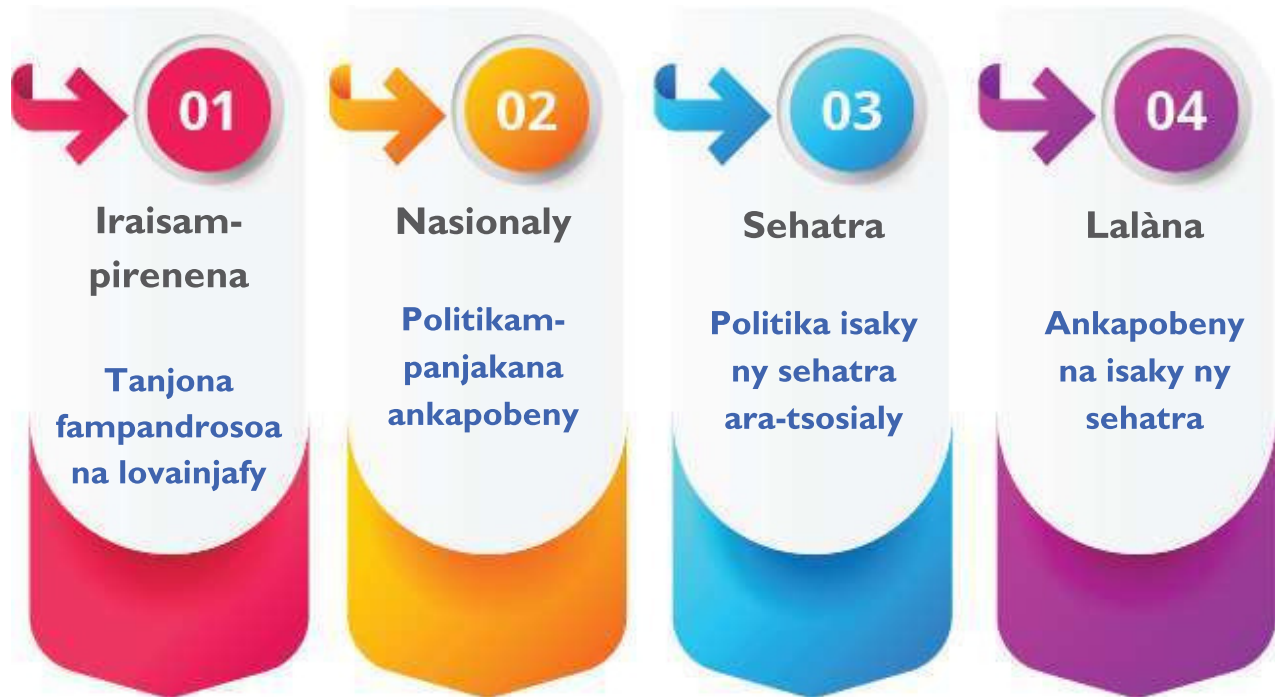 01
Iraisam-
pirenena
Tanjona
fampandrosoa
na lovainjafy
02
Nasionaly
Politikam-
panjakana
ankapobeny
03
Sehatra
Politika isaky
ny sehatra
ara-tsosialy
04
Lalàna
Ankapobeny
na isaky ny
sehatra